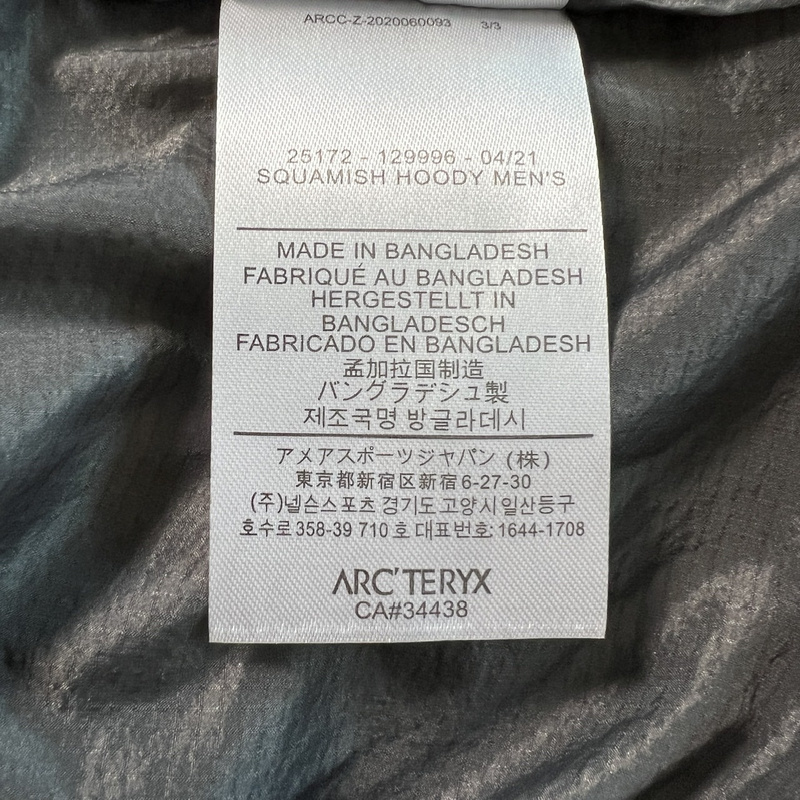 ARCC-Z-2020060093 3/3
25172 - 129996 - 04/21
SQUAMISH HOODY MEN'S
MADE IN BANGLADESH
FABRIQUÉ AU BANGLADESH
HERGESTELLT IN
BANGLADESCH
FABRICADO EN BANGLADESH
孟加拉国制造
バングラデシュ製
제조국명 방글라데시
アメアスポーツジャパン (株)
東京都新宿区新宿 6-27-30
(주)넬슨스포츠 경기도 고양시일산동구
호수로 358-39 710 호 대표번호: 1644-1708
ARC'TERYX
CA#34438